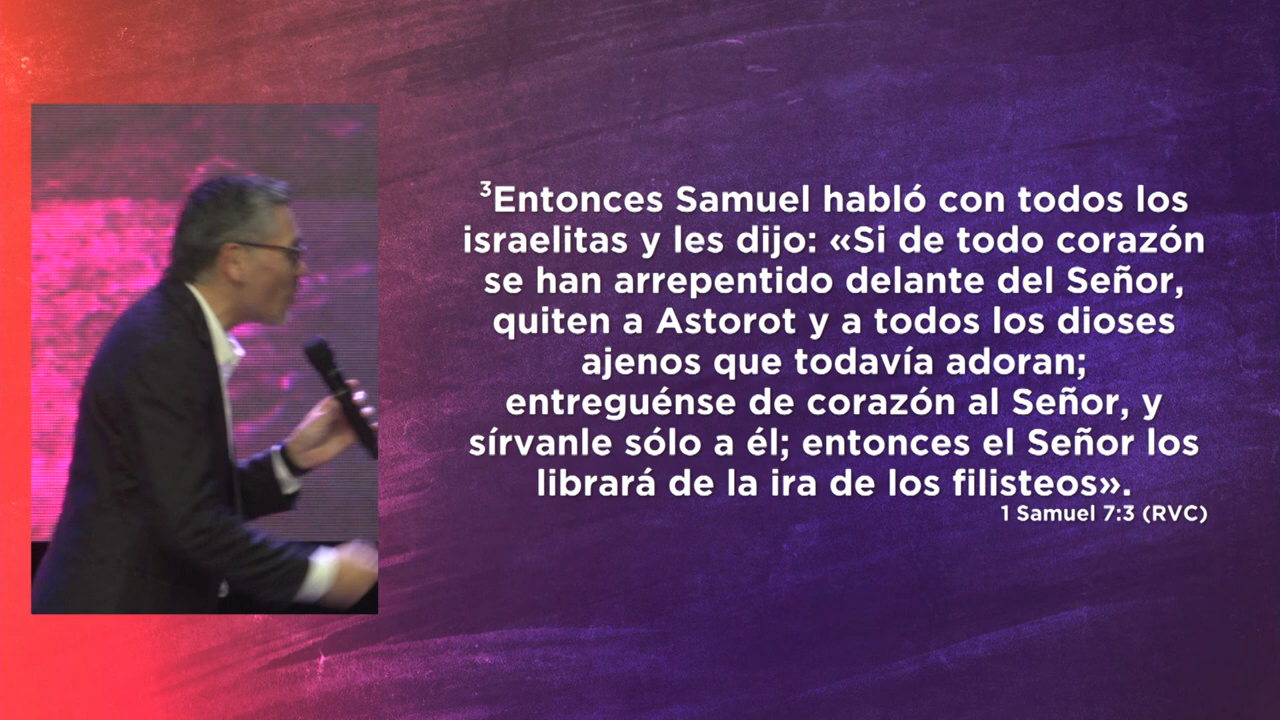 ³Entonces Samuel habló con todos los
israelitas y les dijo: «Si de todo corazón
se han arrepentido delante del Señor,
quiten a Astorot y a todos los dioses
ajenos que todavía adoran;
entreguénse de corazón al Señor, y
sírvanle sólo a él; entonces el Señor los
librará de la ira de los filisteos».
1 Samuel 7:3 (RVC)